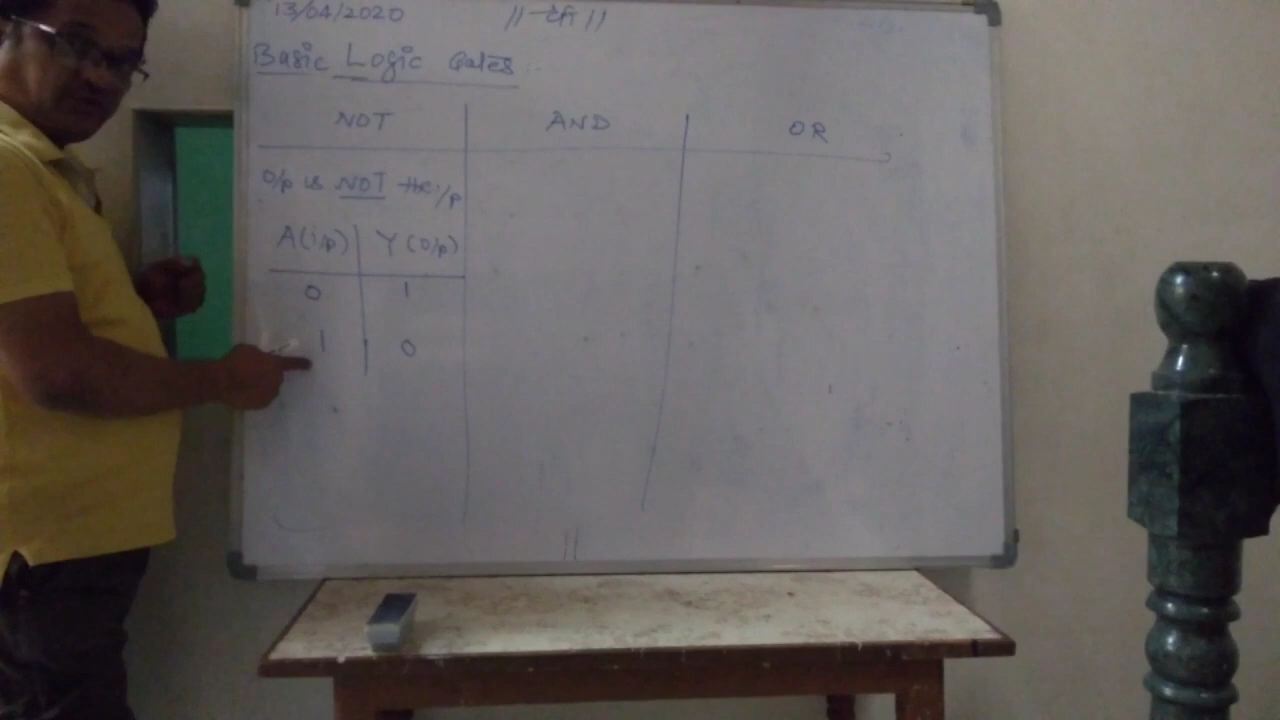 13/04/2020
Basic Logic Gates :
NOT AND OR
O/p is NOT the i/p
A(i/p) Y (O/p)
0 1
1 0